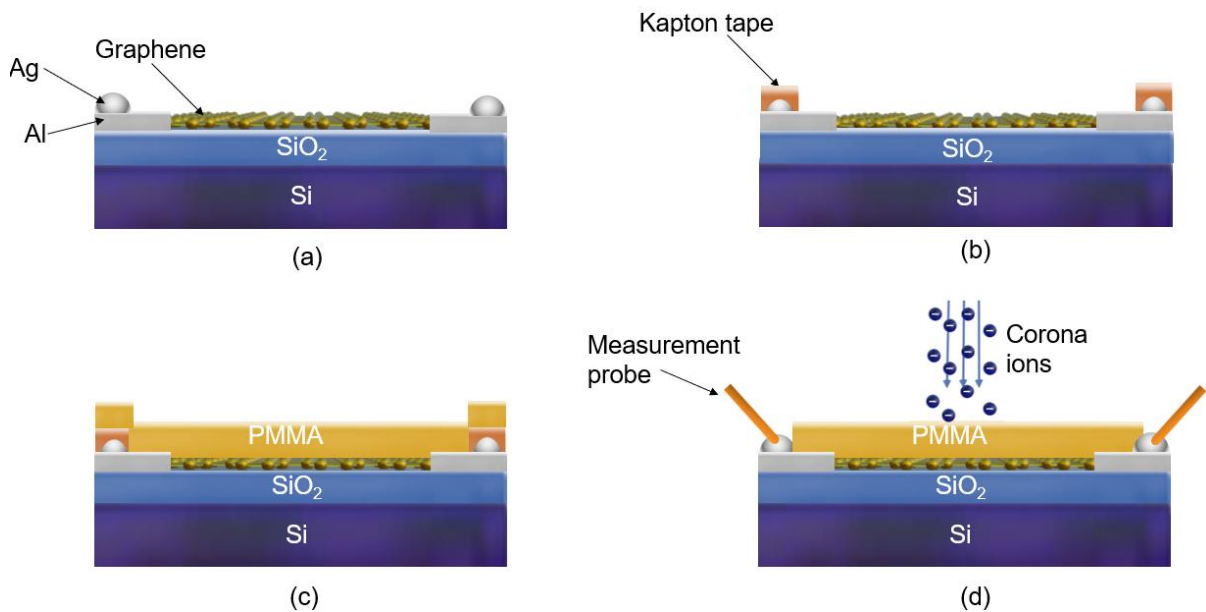 Graphene
Ag
Al
SiO₂
Si
(a)
Kapton tape
SiO₂
Si
(b)
PMMA
SiO₂
Si
(c)
Measurement
probe
Corona
ions
PMMA
SiO₂
Si
(d)